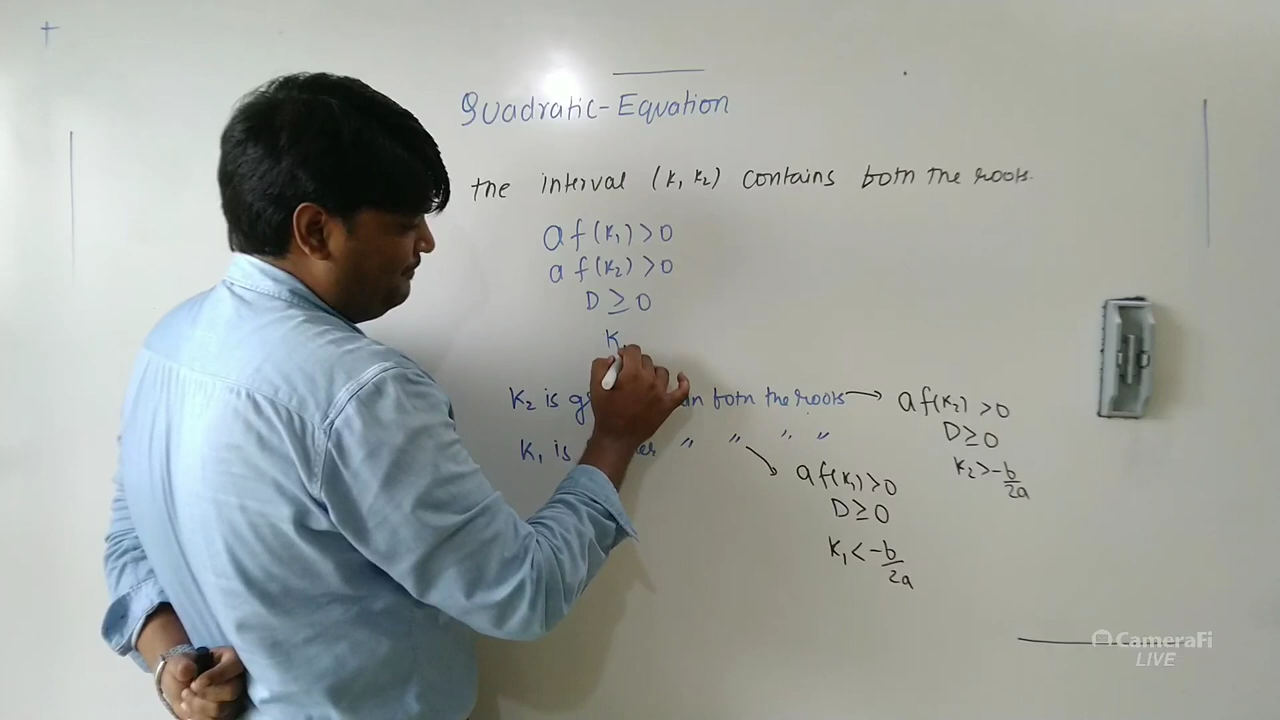 Quadratic-Equation
the interval (K, K2) contains both the roots.
a f(K1) > 0
a f(K2) > 0
D ≥ 0
K
K2 is both the roots → a f(K2) > 0
D ≥ 0
K2 > -b/2a
K1 is " " " "
a f(K1) > 0
D ≥ 0
K1 < -b/2a
CameraFi
LIVE